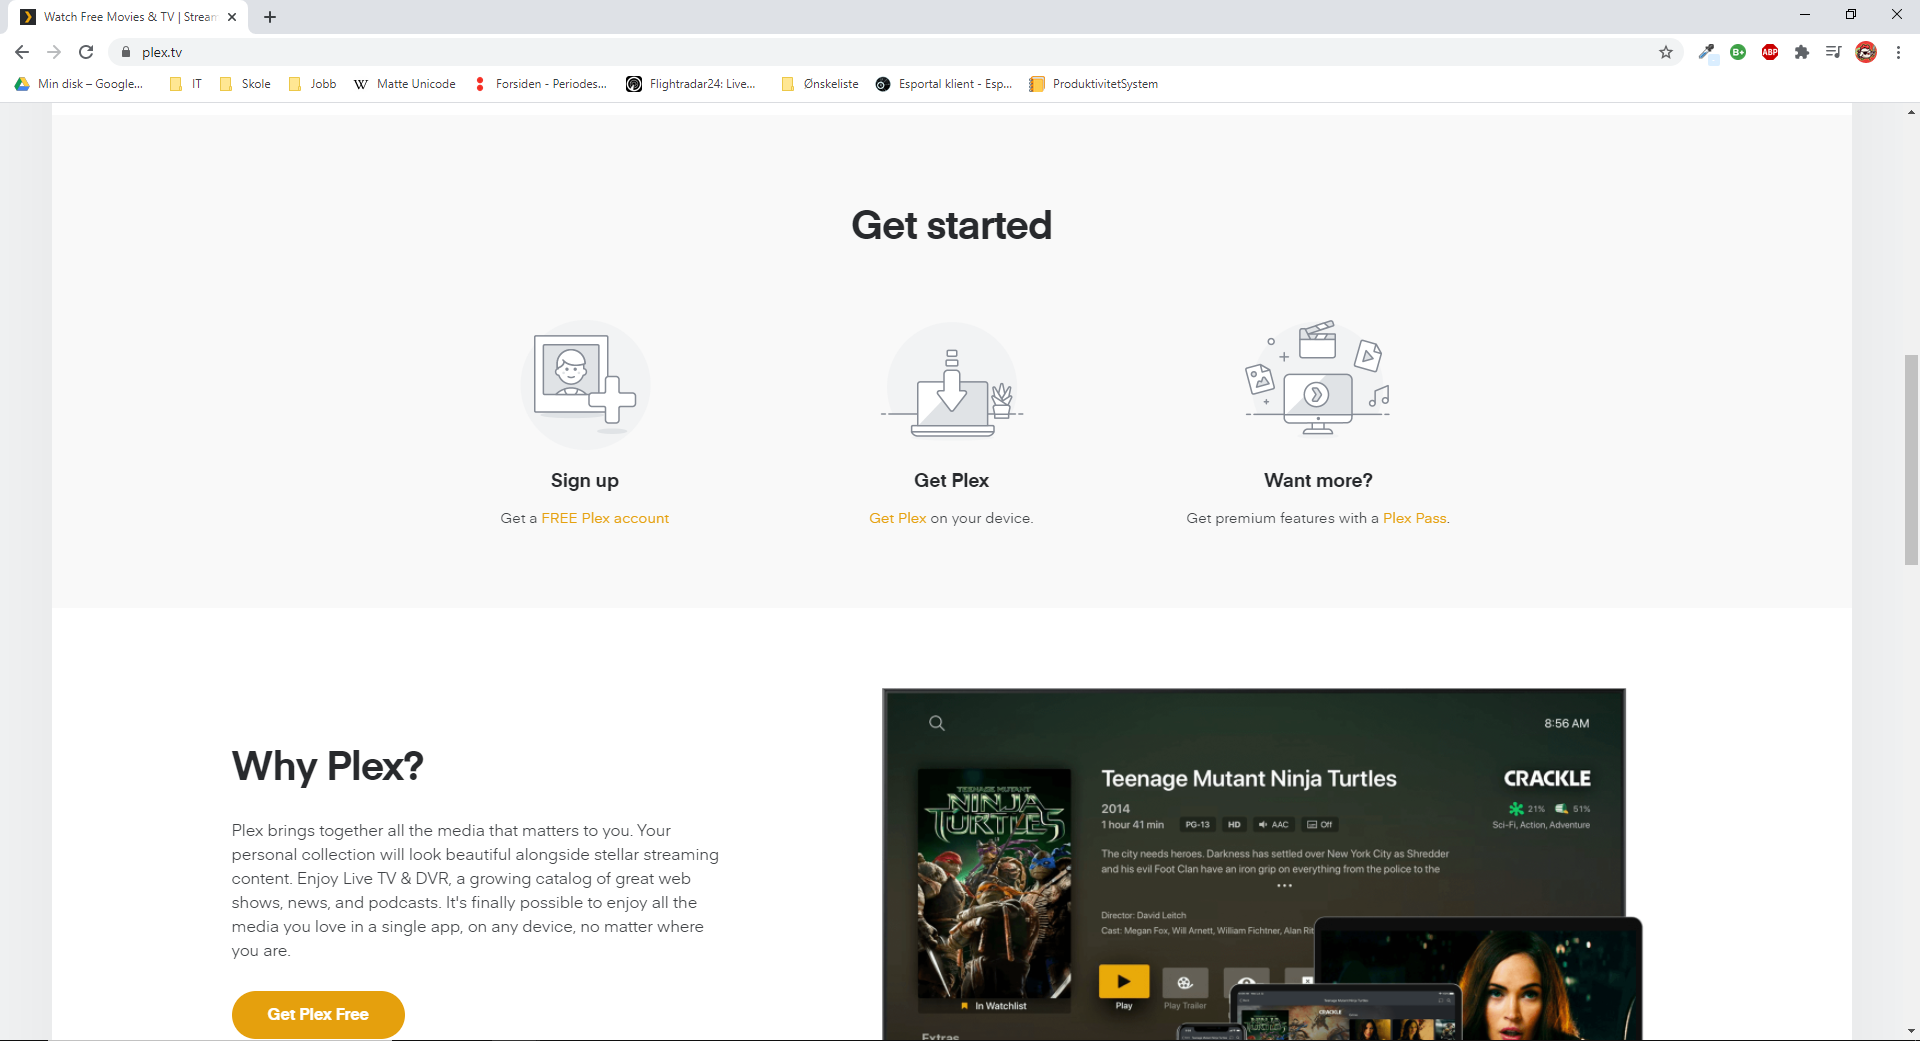 Watch Free Movies & TV | Stream
plex.tv
ABP
Min disk – Google...
IT
Skole
Jobb
Matte Unicode
Forsiden - Periodes...
Flightradar24: Live...
Ønskeliste
Esportal klient - Esp...
ProduktivitetSystem
Get started
Sign up
Get Plex
Want more?
Get a FREE Plex account
Get Plex on your device.
Get premium features with a Plex Pass.
Why Plex?
Plex brings together all the media that matters to you. Your
personal collection will look beautiful alongside stellar streaming
content. Enjoy Live TV & DVR, a growing catalog of great web
shows, news, and podcasts. It's finally possible to enjoy all the
media you love in a single app, on any device, no matter where
you are.
Get Plex Free
8:56 AM
TEENAGE MUTANT
NINJA
TURTLES
In Watchlist
Teenage Mutant Ninja Turtles
CRACKLE
2014
21% 51%
1 hour 41 min PG-13 HD AAC Off
Sci-Fi, Action, Adventure
The city needs heroes. Darkness has settled over New York City as Shredder
and his evil Foot Clan have an iron grip on everything from the police to the
...
Director: David Leitch
Cast: Megan Fox, Will Arnett, William Fichtner, Alan Rit
Play
Play Trailer
Extras
Teenage Mutant Ninja Turtles
CRACKLE